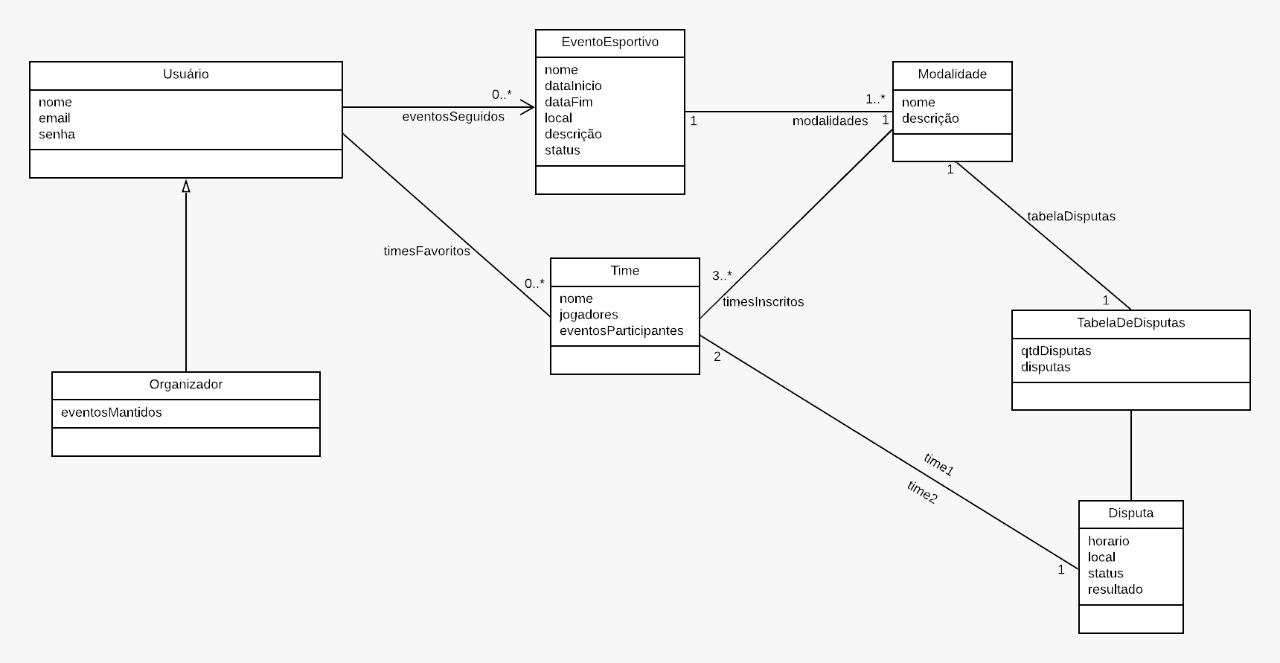 Usuário
nome
email
senha
0..*
eventosSeguidos
EventoEsportivo
nome
dataInicio
dataFim
local
descrição
status
1
1..*
modalidades
1
Modalidade
nome
descrição
1
tabelaDisputas
1
timesFavoritos
0..*
Time
nome
jogadores
eventosParticipantes
3..*
timesInscritos
2
TabelaDeDisputas
qtdDisputas
disputas
Organizador
eventosMantidos
time1
time2
1
Disputa
horario
local
status
resultado